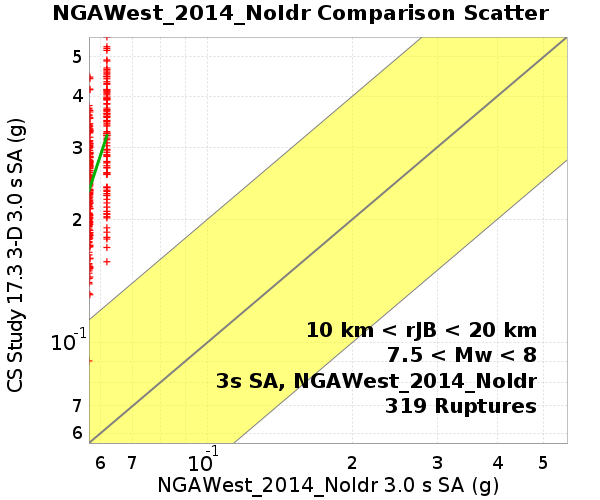 NGAWest_2014_NoIdr Comparison Scatter
CS Study 17.3 3-D 3.0 s SA (g)
5
4
3
2
10-1
7
6
10 km < rJB < 20 km
7.5 < Mw < 8
3s SA, NGAWest_2014_NoIdr
319 Ruptures
6 7 10-1 2 3 4 5
NGAWest_2014_NoIdr 3.0 s SA (g)